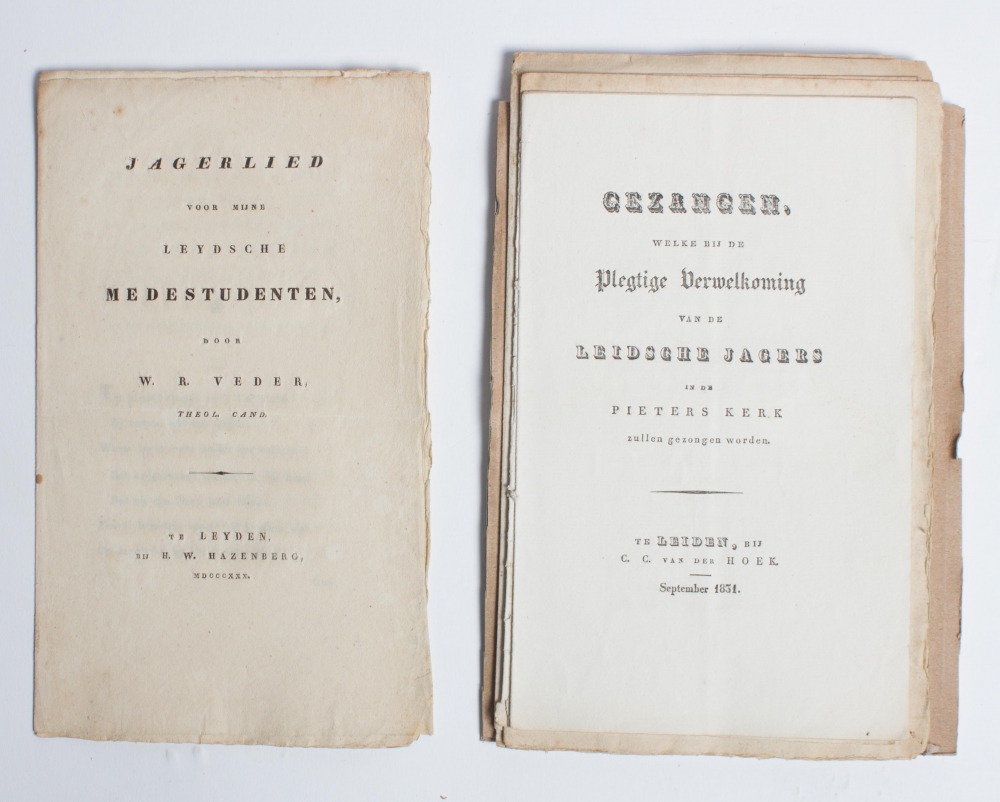 JAGERLIED
VOOR MIJNE
LEYDSCHE
MEDESTUDENTEN,
DOOR
W. R. VEDER,
THEOL. CAND.
TE LEYDEN,
BIJ H. W. HAZENBERG,
MDCCCXXX.
GEZANGEN,
WELKE BIJ DE
Plegtige Verwelkoming
VAN DE
LEIDSCHE JAGERS
IN DE
PIETERS KERK
zullen gezongen worden.
TE LEIDEN, BIJ
C. C. VAN DER HOEK.
September 1831.